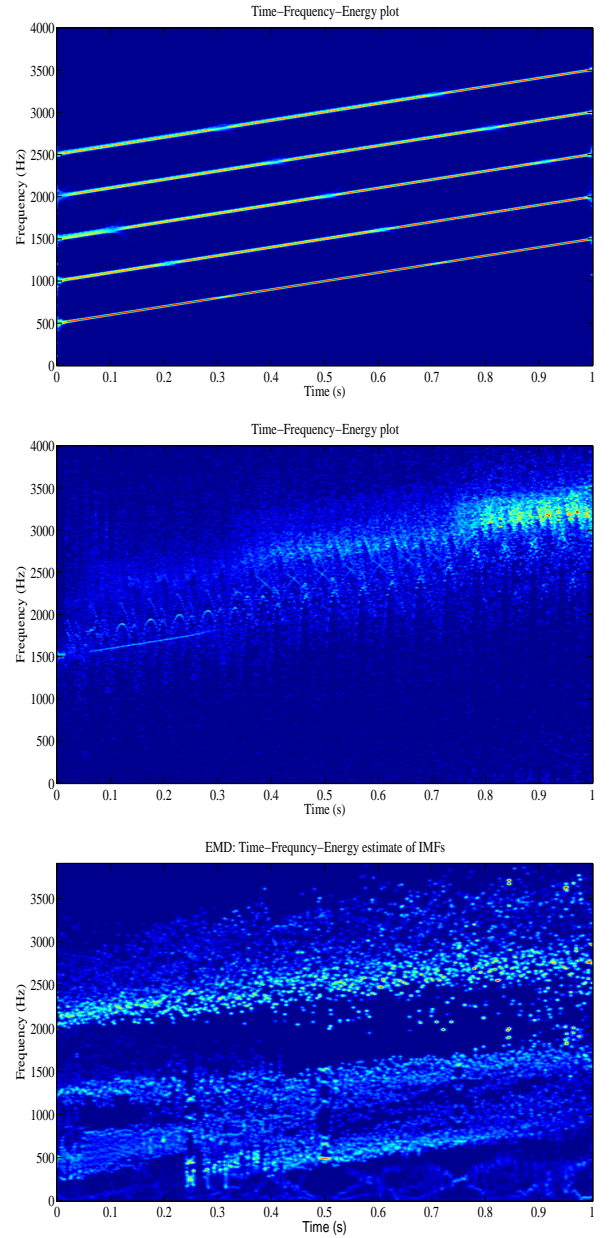 Time−Frequency−Energy plot
4000
3500
3000
2500
2000
1500
1000
500
0
Frequency (Hz)
0 0.1 0.2 0.3 0.4 0.5 0.6 0.7 0.8 0.9 1
Time (s)
Time−Frequency−Energy plot
4000
3500
3000
2500
2000
1500
1000
500
0
Frequency (Hz)
0 0.1 0.2 0.3 0.4 0.5 0.6 0.7 0.8 0.9 1
Time (s)
EMD: Time−Frequncy−Energy estimate of IMFs
3500
3000
2500
2000
1500
1000
500
0
Frequency (Hz)
0 0.1 0.2 0.3 0.4 0.5 0.6 0.7 0.8 0.9 1
Time (s)